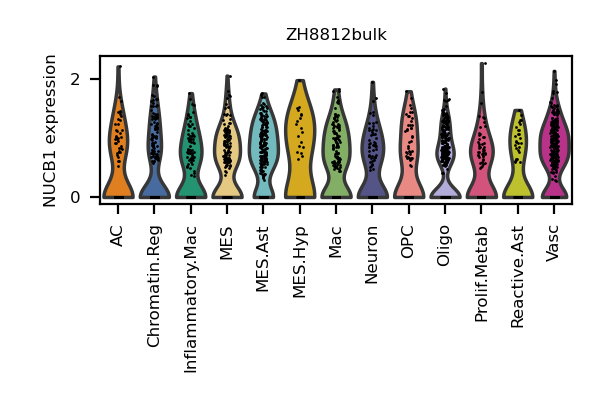 ZH8812bulk
NUCB1 expression
2
0
AC
Chromatin.Reg
Inflammatory.Mac
MES
MES.Ast
MES.Hyp
Mac
Neuron
OPC
Oligo
Prolif.Metab
Reactive.Ast
Vasc